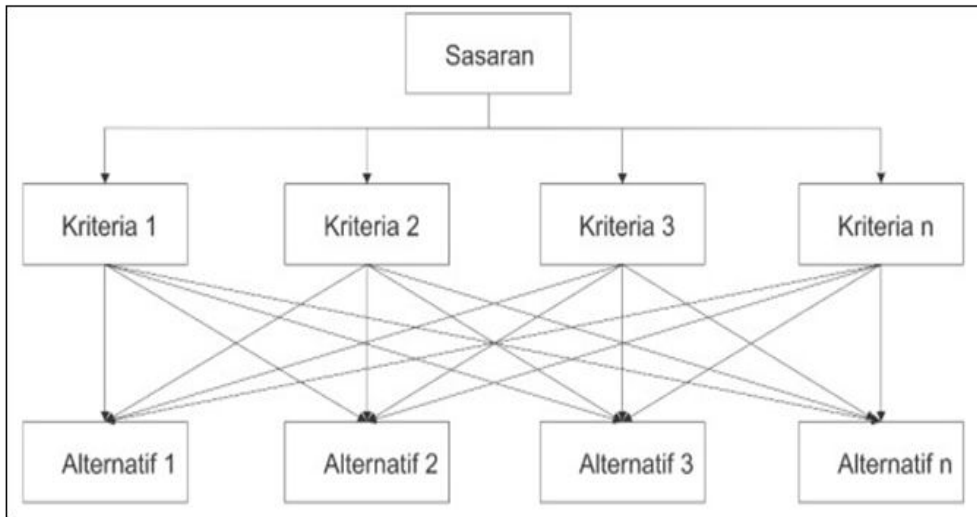 Sasaran
Kriteria 1
Kriteria 2
Kriteria 3
Kriteria n
Alternatif 1
Alternatif 2
Alternatif 3
Alternatif n